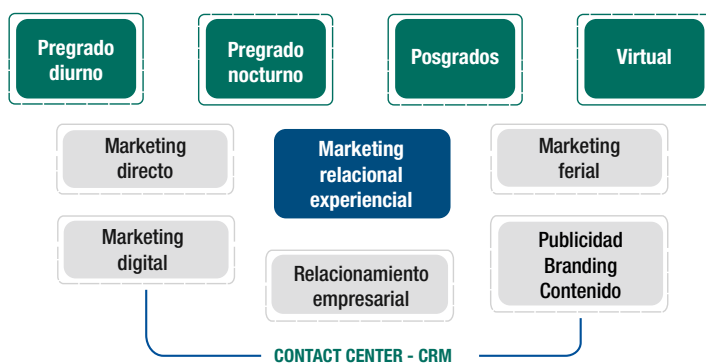 Pregrado
diurno
Pregrado
nocturno
Posgrados
Virtual
Marketing
directo
Marketing
relacional
experiencial
Marketing
ferial
Marketing
digital
Relacionamiento
empresarial
Publicidad
Branding
Contenido
CONTACT CENTER - CRM